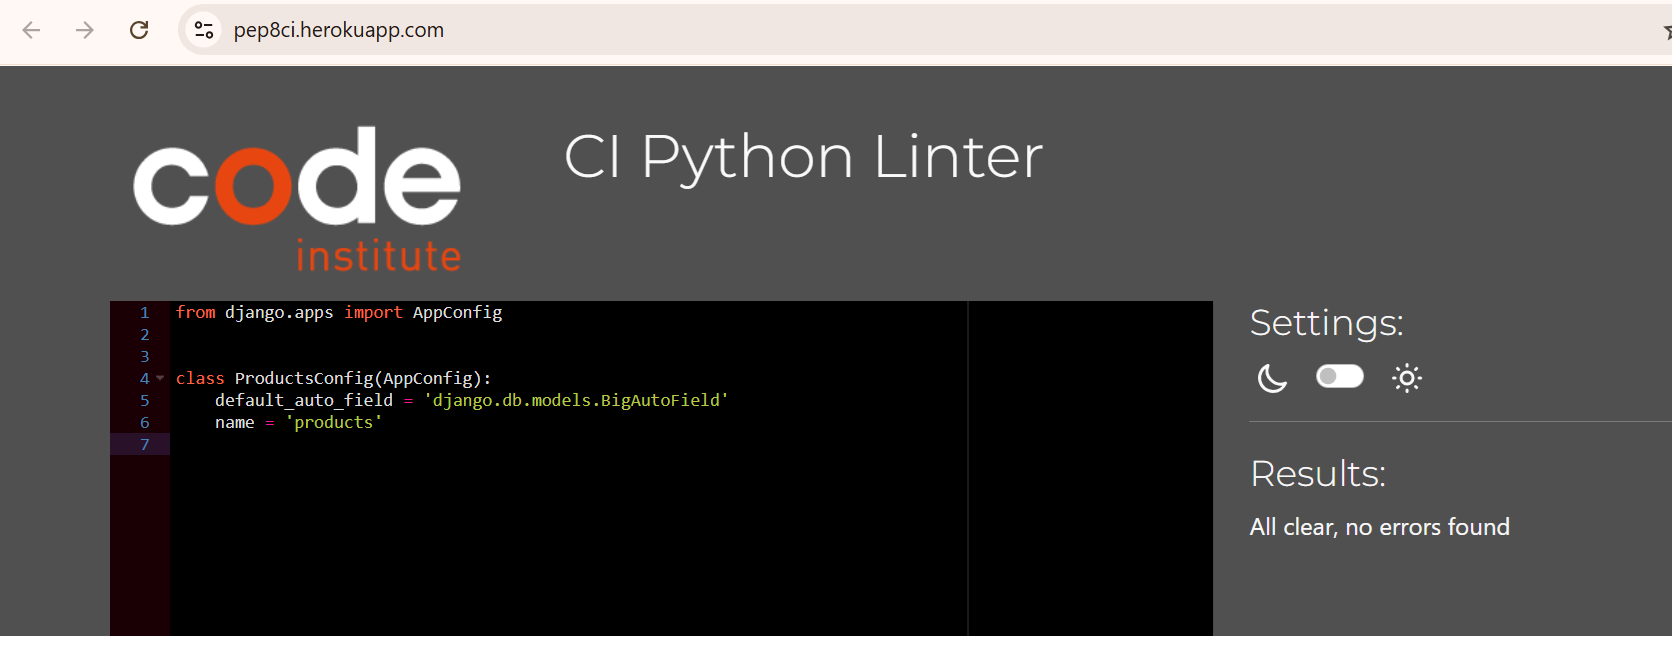 pep8ci.herokuapp.com
code
institute
CI Python Linter
1 from django.apps import AppConfig
2
3
4 class ProductsConfig(AppConfig):
5     default_auto_field = 'django.db.models.BigAutoField'
6     name = 'products'
7
Settings:
Results:
All clear, no errors found